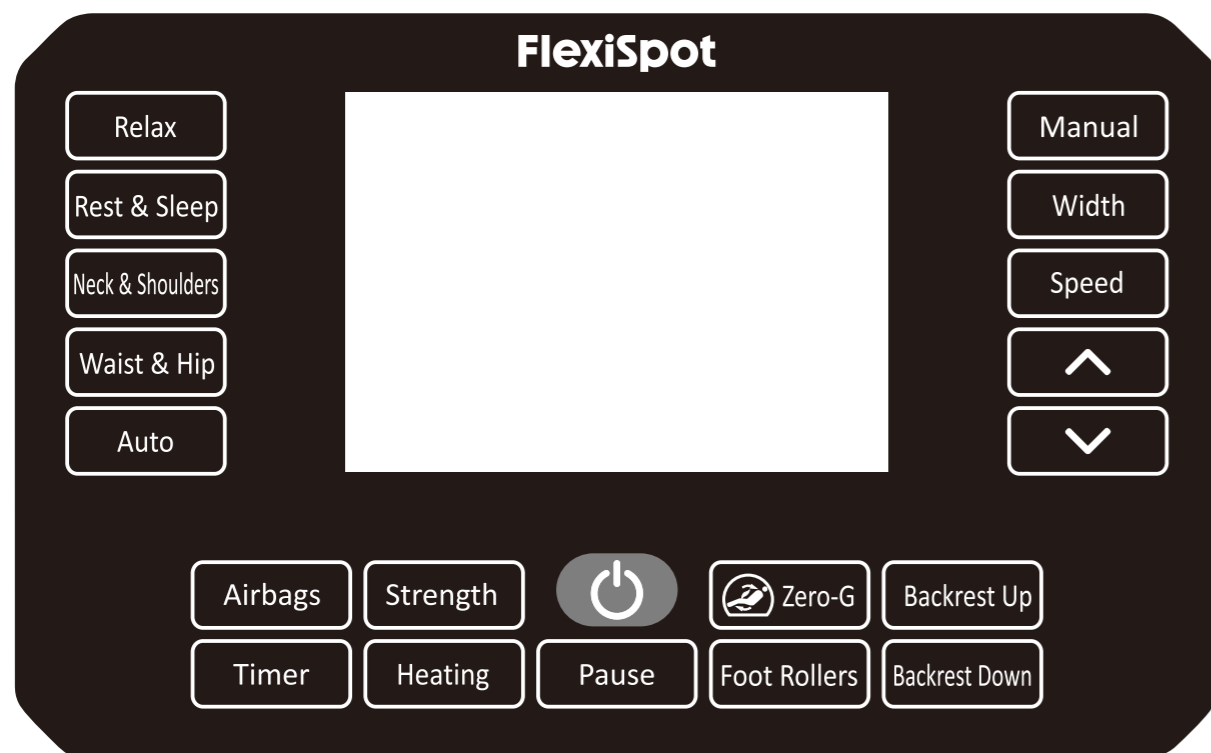 FlexiSpot
Relax
Rest & Sleep
Neck & Shoulders
Waist & Hip
Auto
Manual
Width
Speed
Airbags
Strength
Zero-G
Backrest Up
Timer
Heating
Pause
Foot Rollers
Backrest Down